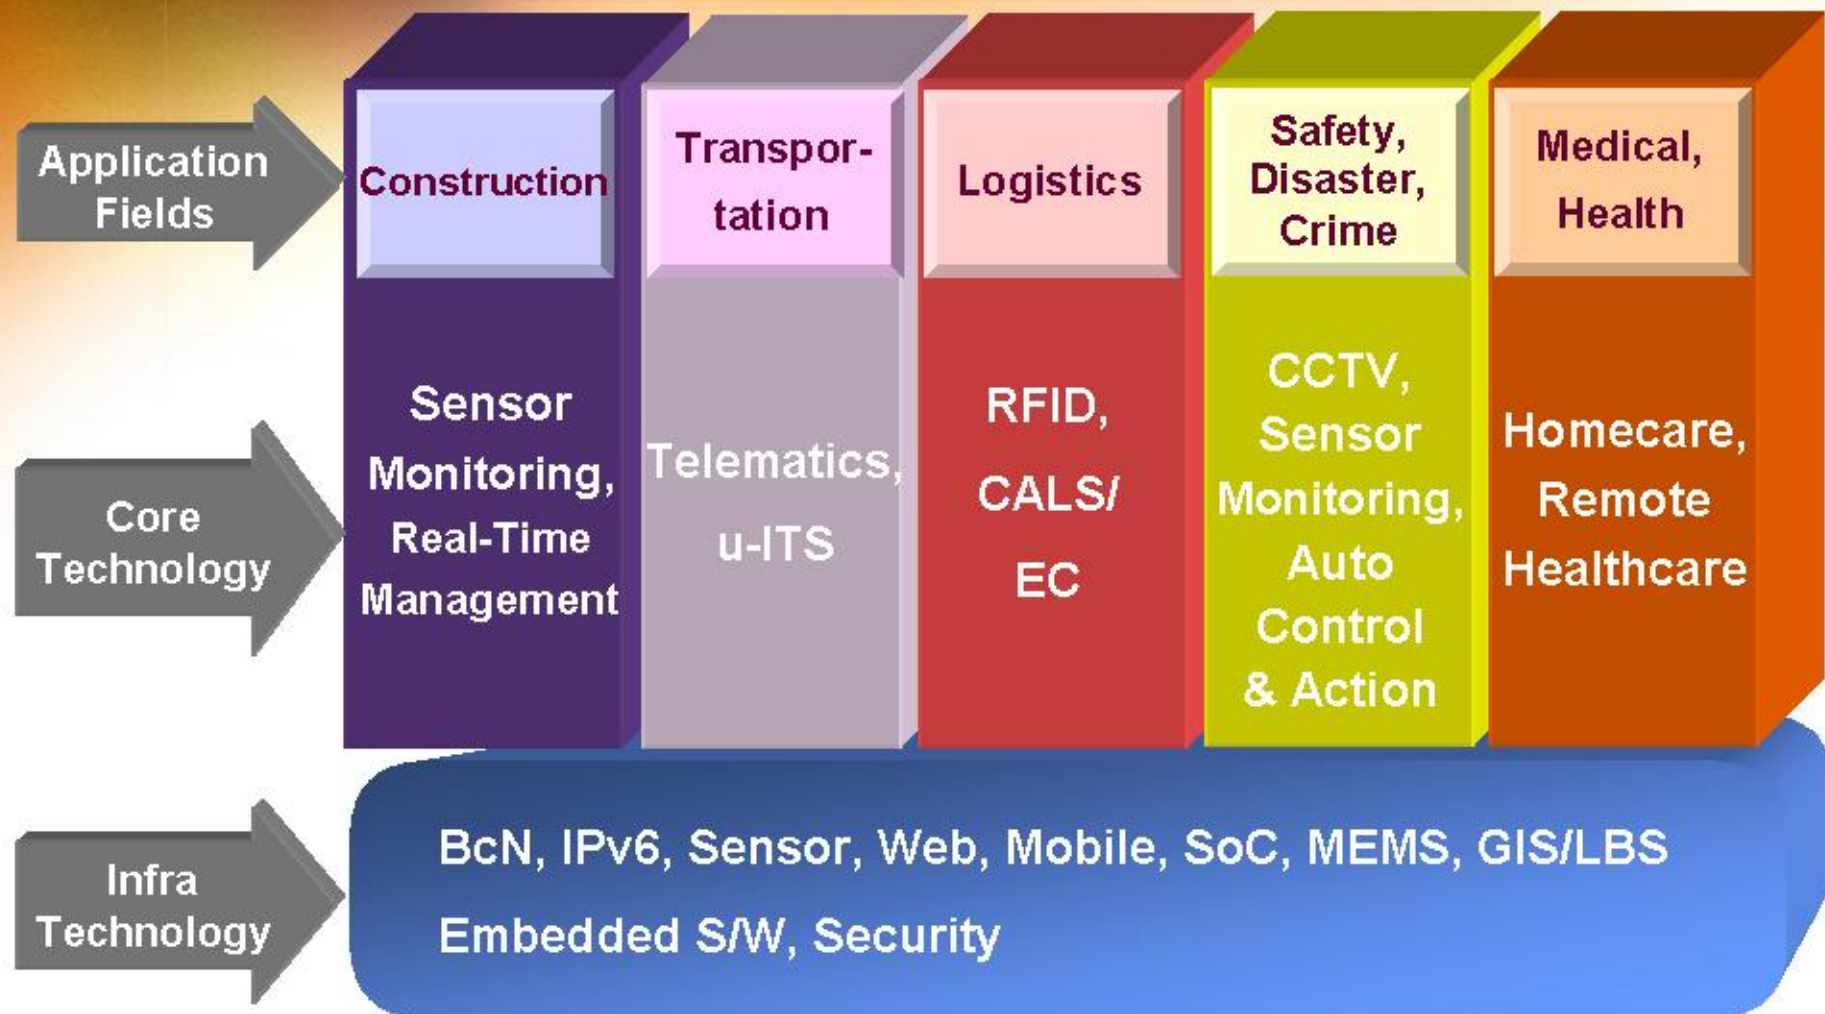 Application
Fields
Construction
Transpor-
tation
Logistics
Safety,
Disaster,
Crime
Medical,
Health
Core
Technology
Sensor
Monitoring,
Real-Time
Management
Telematics,
u-ITS
RFID,
CALS/
EC
CCTV,
Sensor
Monitoring,
Auto
Control
& Action
Homecare,
Remote
Healthcare
Infra
Technology
BcN, IPv6, Sensor, Web, Mobile, SoC, MEMS, GIS/LBS
Embedded S/W, Security